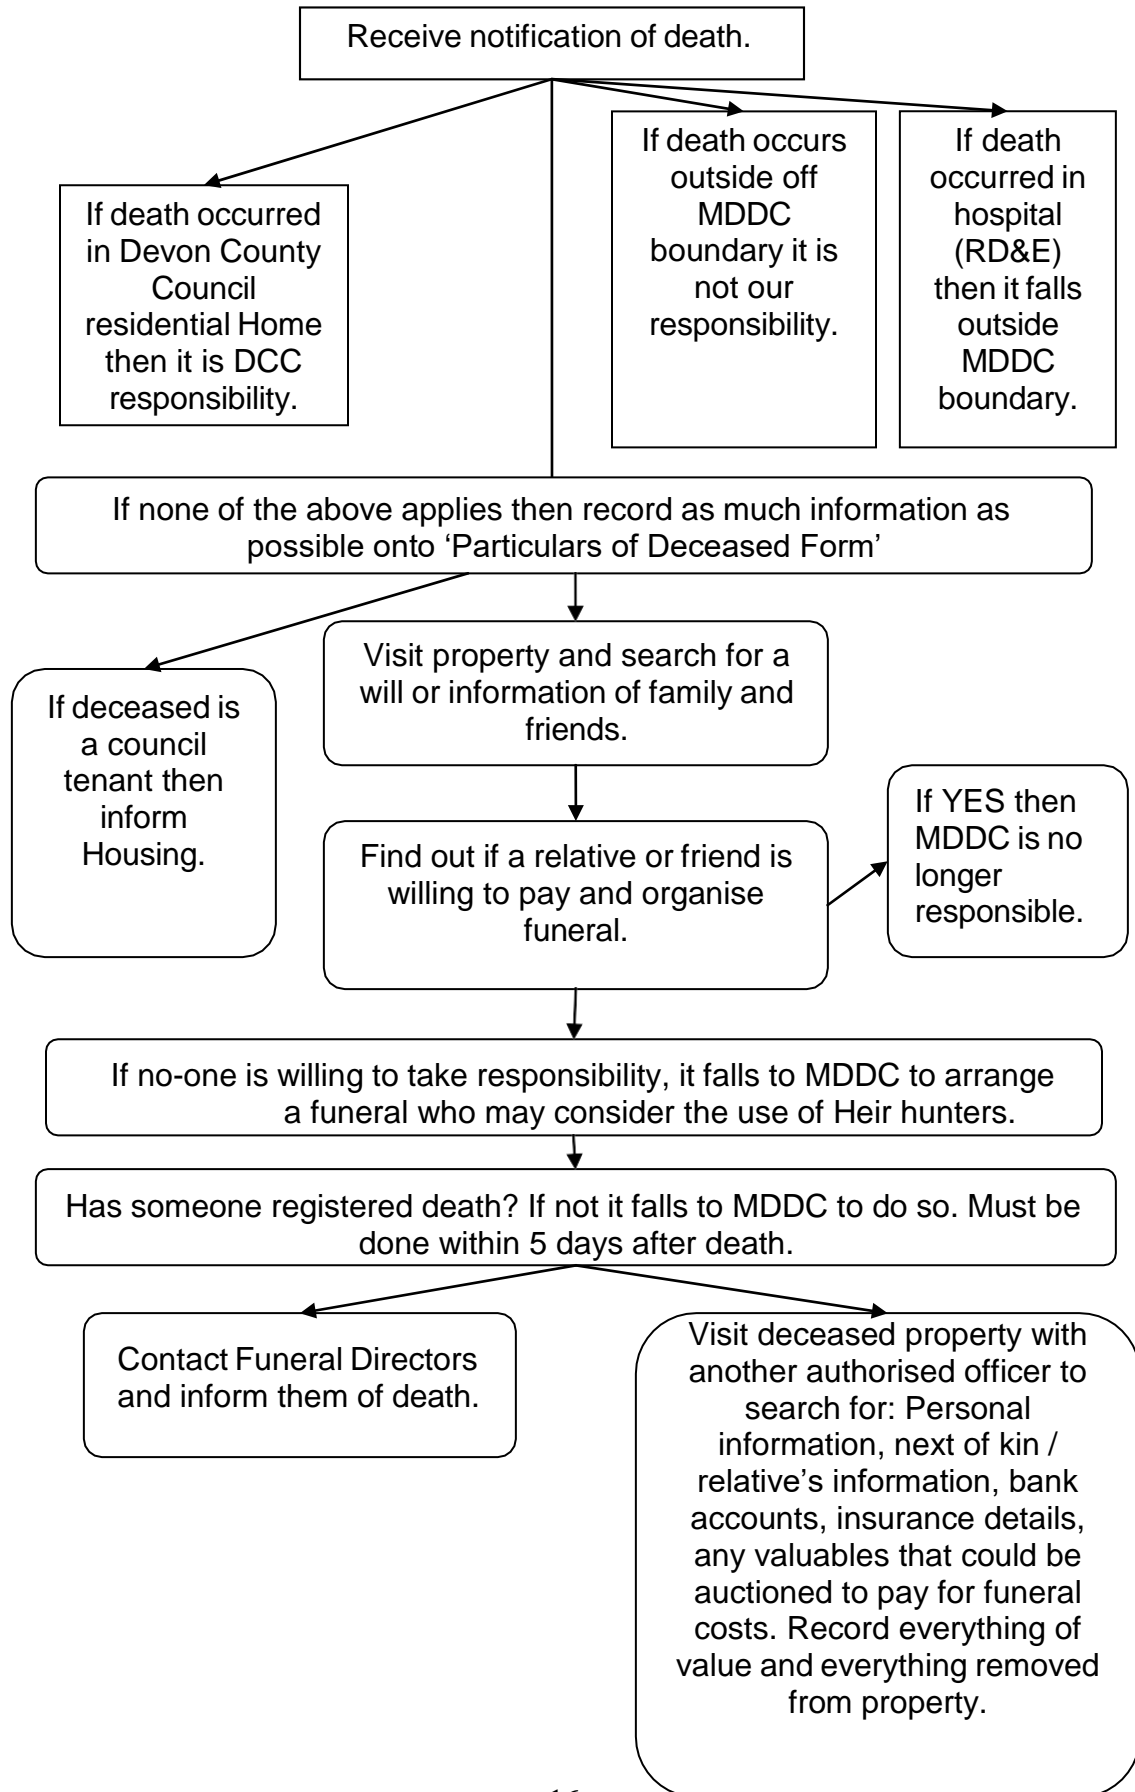 Receive notification of death.
If death occurred
in Devon County
Council
residential Home
then it is DCC
responsibility.
If death occurs
outside off
MDDC
boundary it is
not our
responsibility.
If death
occurred in
hospital
(RD&E)
then it falls
outside
MDDC
boundary.
If none of the above applies then record as much information as
possible onto ‘Particulars of Deceased Form’
If deceased is
a council
tenant then
inform
Housing.
Visit property and search for a
will or information of family and
friends.
Find out if a relative or friend is
willing to pay and organise
funeral.
If YES then
MDDC is no
longer
responsible.
If no-one is willing to take responsibility, it falls to MDDC to arrange
a funeral who may consider the use of Heir hunters.
Has someone registered death? If not it falls to MDDC to do so. Must be
done within 5 days after death.
Contact Funeral Directors
and inform them of death.
Visit deceased property with
another authorised officer to
search for: Personal
information, next of kin /
relative’s information, bank
accounts, insurance details,
any valuables that could be
auctioned to pay for funeral
costs. Record everything of
value and everything removed
from property.